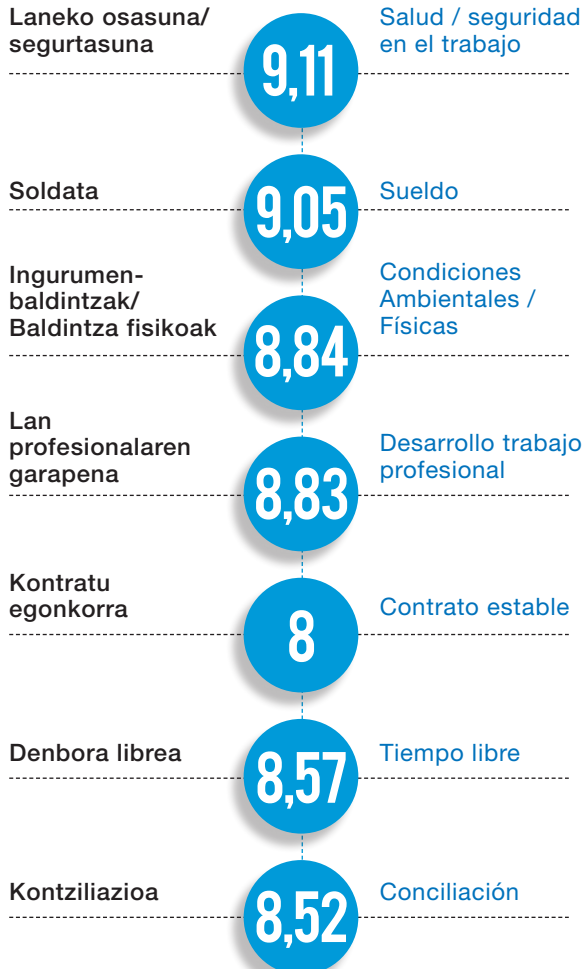 Laneko osasuna/
segurtasuna
9,11
Salud / seguridad
en el trabajo
Soldata
9,05
Sueldo
Ingurumen-
baldintzak/
Baldintza fisikoak
8,84
Condiciones
Ambientales /
Físicas
Lan
profesionalaren
garapena
8,83
Desarrollo trabajo
profesional
Kontratu
egonkorra
8
Contrato estable
Denbora librea
8,57
Tiempo libre
Kontziliazioa
8,52
Conciliación